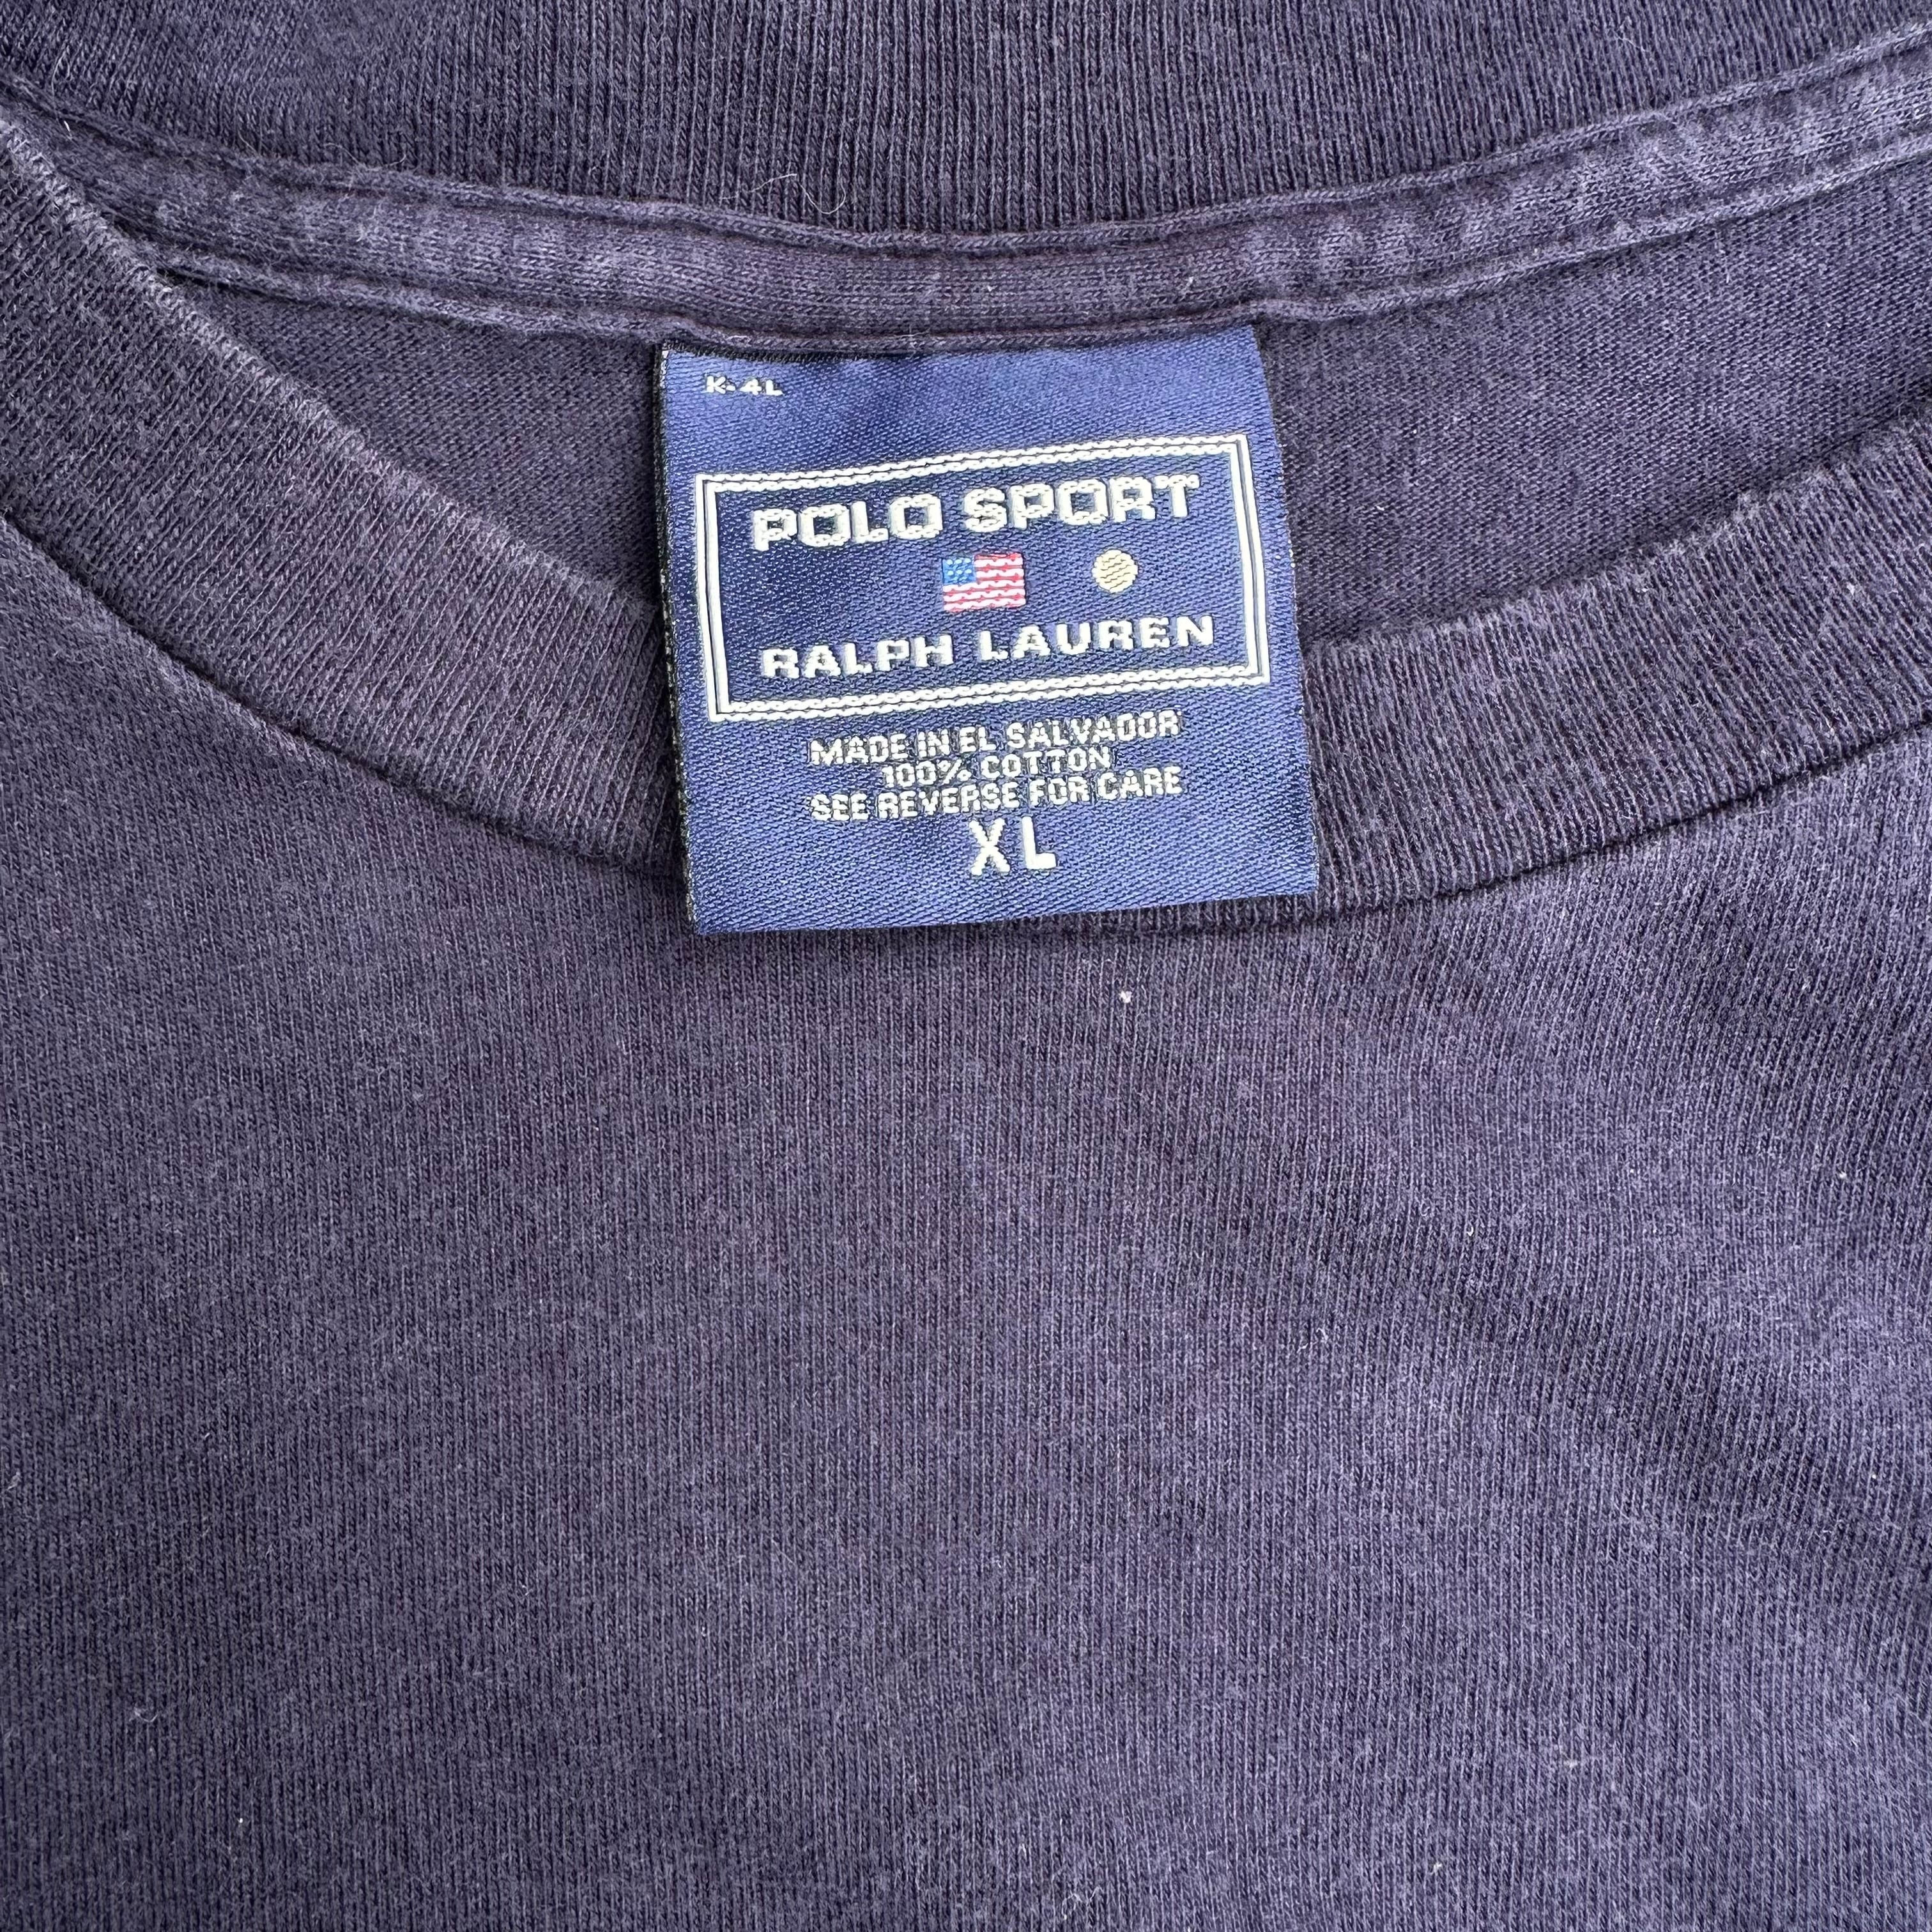 K-4L
POLO SPORT
RALPH LAUREN
MADE IN EL SALVADOR
100% COTTON
SEE REVERSE FOR CARE
XL